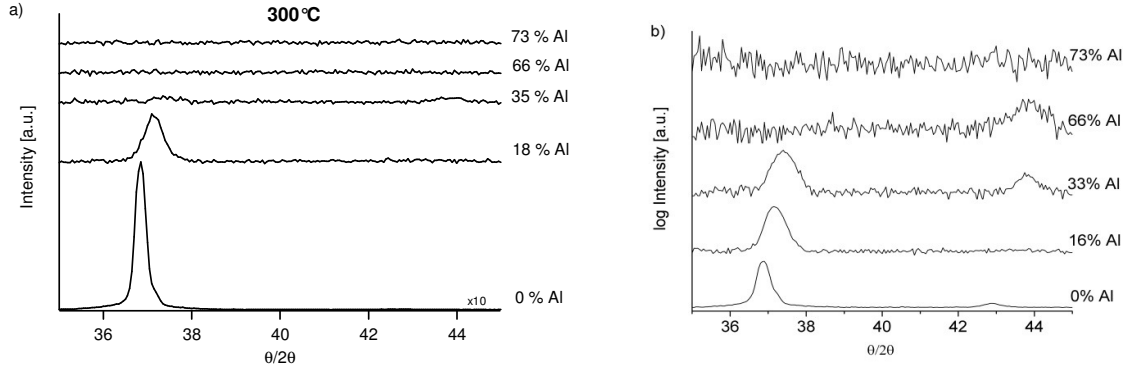 a)
300°C
73 % Al
66 % Al
35 % Al
18 % Al
x10
0 % Al
Intensity [a.u.]
36 38 40 42 44
θ/2θ
b)
73% Al
66% Al
33% Al
16% Al
0% Al
log Intensity [a.u.]
36 38 40 42 44
θ/2θ